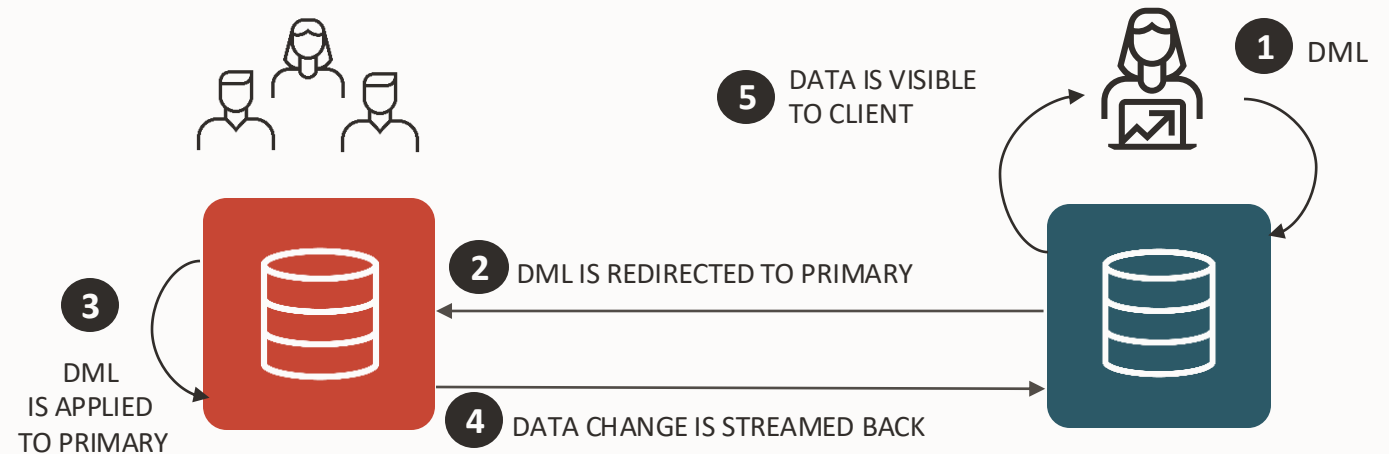 1 DML
5 DATA IS VISIBLE
TO CLIENT
2 DML IS REDIRECTED TO PRIMARY
3
DML
IS APPLIED
TO PRIMARY
4 DATA CHANGE IS STREAMED BACK